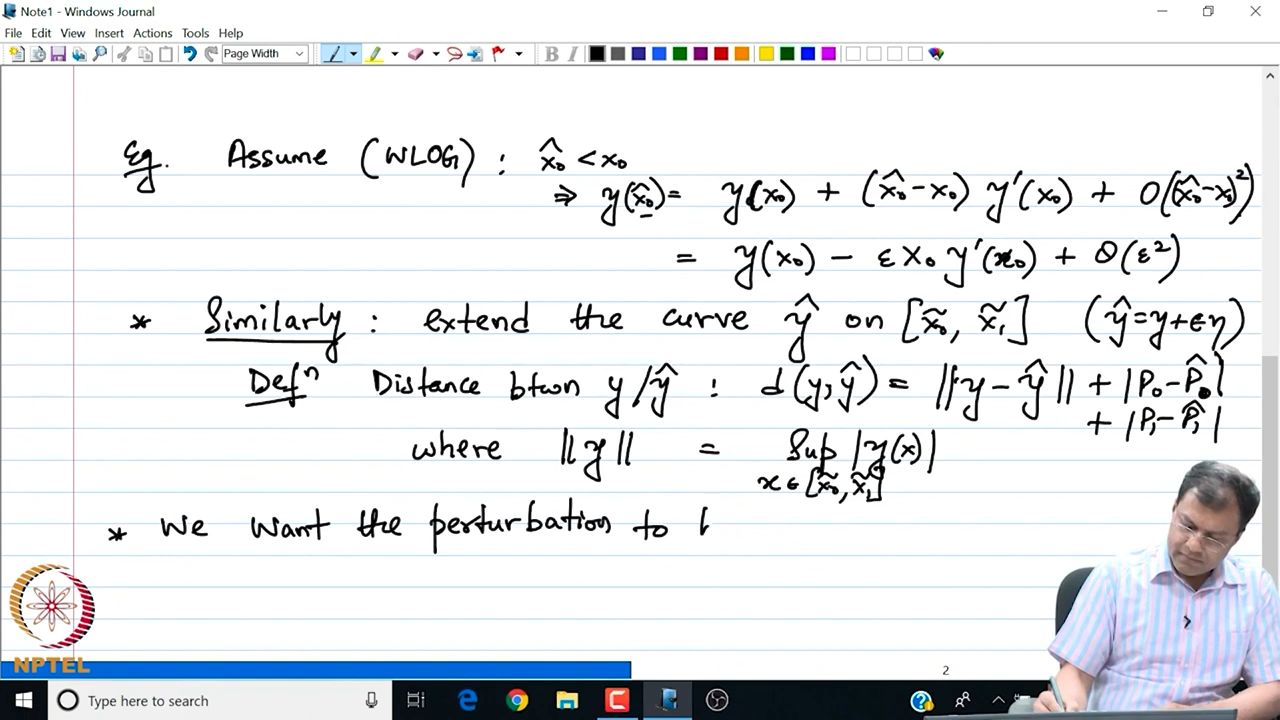 Note1 - Windows Journal
File Edit View Insert Actions Tools Help
Page Width
Eg. Assume (WLOG) : x̂₀ < x₀
⇒ y(x̂₀) = y(x₀) + (x̂₀ - x₀) y'(x₀) + O((x̂₀-x₀)²)
= y(x₀) - ε X₀ y'(x₀) + O(ε²)
* Similarly : extend the curve ŷ on [x̃₀, x̃₁] (ŷ = y + εη)
Defⁿ Distance btwn y/ŷ : d(y, ŷ) = ||y - ŷ|| + |P₀ - P̂₀|
+ |P₁ - P̂₁|
where ||y|| = Sup |y(x)|
x ∈ [x̃₀, x̃₁]
* We want the perturbation to
NPTEL
2
Type here to search